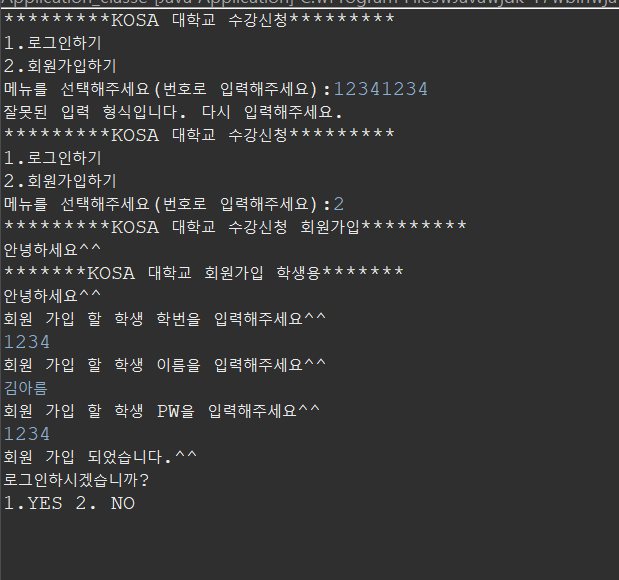 *********KOSA 대학교 수강신청*********
1.로그인하기
2.회원가입하기
메뉴를 선택해주세요(번호로 입력해주세요):12341234
잘못된 입력 형식입니다. 다시 입력해주세요.
*********KOSA 대학교 수강신청*********
1.로그인하기
2.회원가입하기
메뉴를 선택해주세요(번호로 입력해주세요):2
*********KOSA 대학교 수강신청 회원가입*********
안녕하세요^^
*******KOSA 대학교 회원가입 학생용*******
안녕하세요^^
회원 가입 할 학생 학번을 입력해주세요^^
1234
회원 가입 할 학생 이름을 입력해주세요^^
김아름
회원 가입 할 학생 PW을 입력해주세요^^
1234
회원 가입 되었습니다.^^
로그인하시겠습니까?
1.YES 2. NO